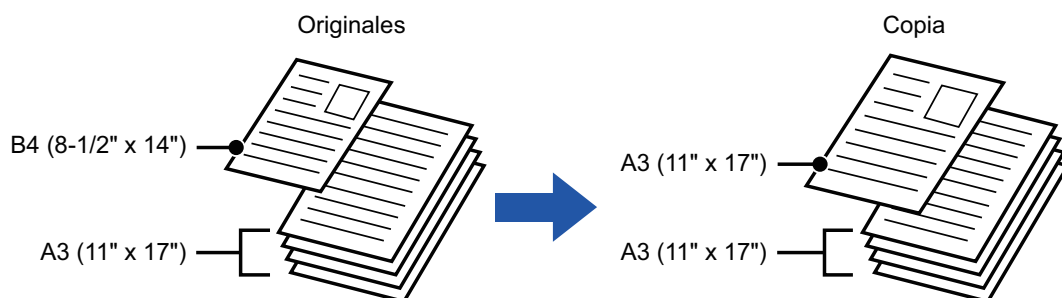 Originales
B4 (8-1/2" x 14")
A3 (11" x 17")
Copia
A3 (11" x 17")
A3 (11" x 17")